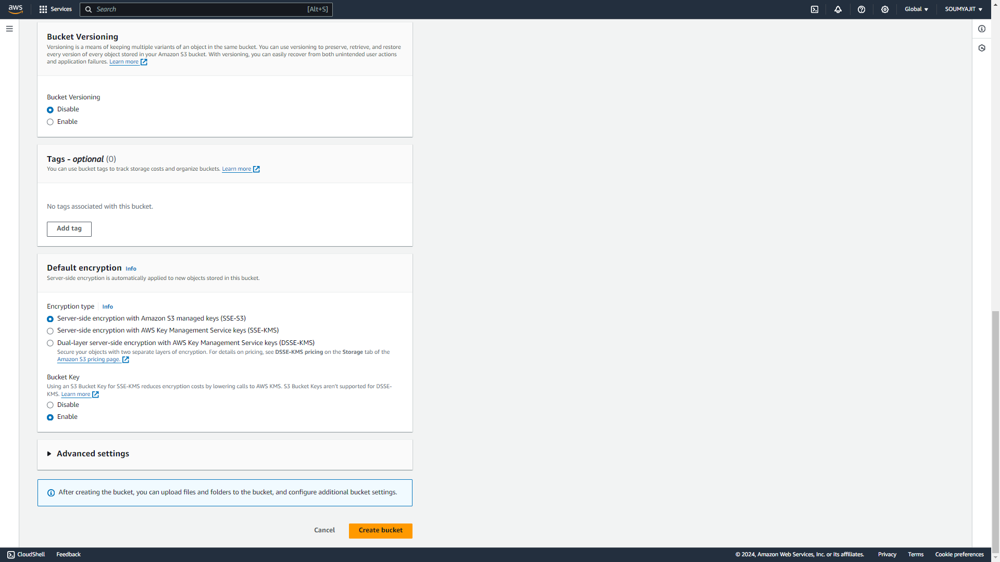 aws
Services
Search [Alt+S]
Global
SOUMYAJIT
Bucket Versioning
Versioning is a means of keeping multiple variants of an object in the same bucket. You can use versioning to preserve, retrieve, and restore
every version of every object stored in your Amazon S3 bucket. With versioning, you can easily recover from both unintended user actions
and application failures. Learn more
Bucket Versioning
Disable
Enable
Tags - optional (0)
You can use bucket tags to track storage costs and organize buckets. Learn more
No tags associated with this bucket.
Add tag
Default encryption Info
Server-side encryption is automatically applied to new objects stored in this bucket.
Encryption type Info
Server-side encryption with Amazon S3 managed keys (SSE-S3)
Server-side encryption with AWS Key Management Service keys (SSE-KMS)
Dual-layer server-side encryption with AWS Key Management Service keys (DSSE-KMS)
Secure your objects with two separate layers of encryption. For details on pricing, see DSSE-KMS pricing on the Storage tab of the
Amazon S3 pricing page.
Bucket Key
Using an S3 Bucket Key for SSE-KMS reduces encryption costs by lowering calls to AWS KMS. S3 Bucket Keys aren't supported for DSSE-
KMS. Learn more
Disable
Enable
Advanced settings
After creating the bucket, you can upload files and folders to the bucket, and configure additional bucket settings.
Cancel
Create bucket
CloudShell
Feedback
© 2024, Amazon Web Services, Inc. or its affiliates.
Privacy
Terms
Cookie preferences